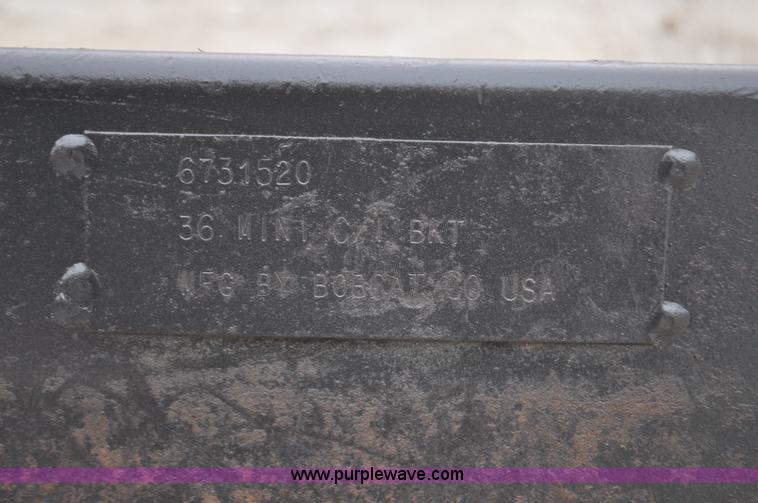 6731520
36 MINI C/I BKT
MFG BY BOBCAT CO USA
www.purplewave.com